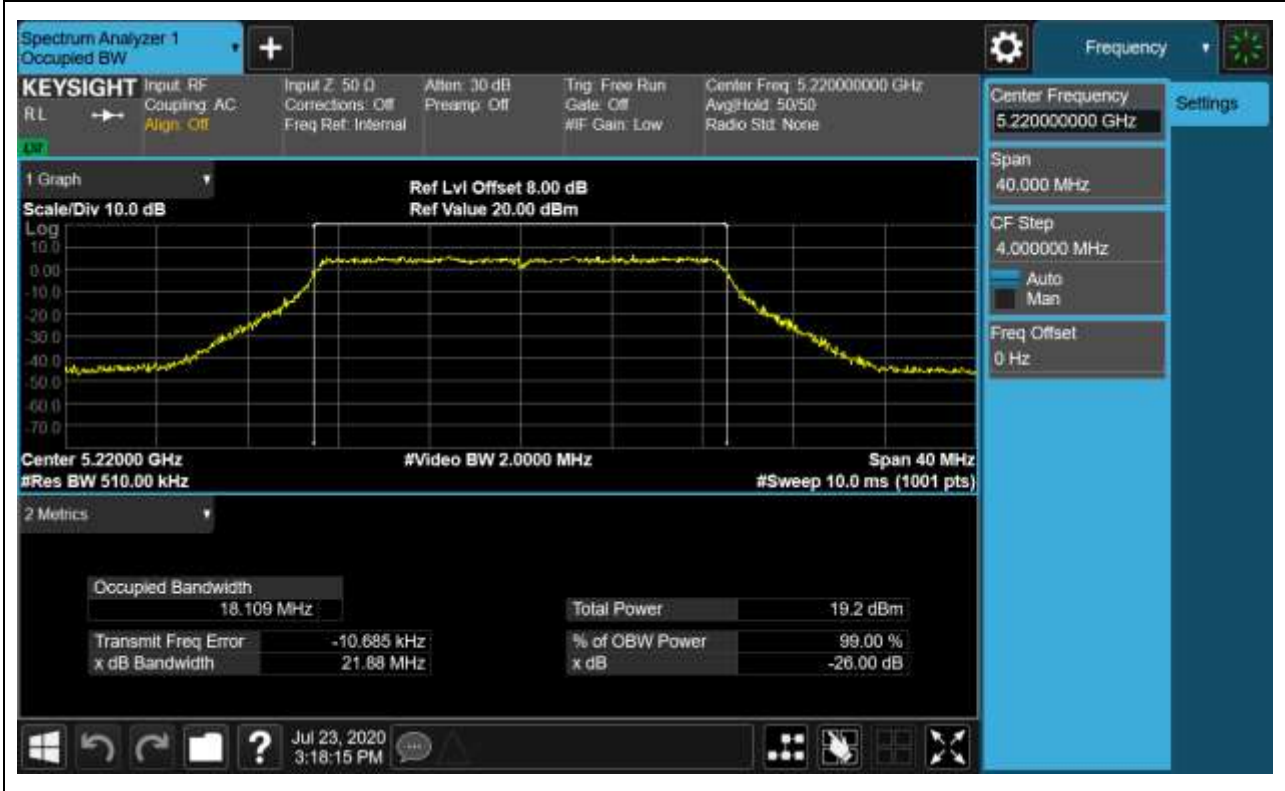 Spectrum Analyzer 1
Occupied BW
+
Frequency
KEYSIGHT
RL
Input: RF
Coupling: AC
Align: Off
Input Z: 50 Ω
Corrections: Off
Freq Ref: Internal
Atten: 30 dB
Preamp: Off
Trig: Free Run
Gate: Off
#IF Gain: Low
Center Freq: 5.220000000 GHz
Avg|Hold: 50/50
Radio Std: None
1 Graph
Scale/Div 10.0 dB
Ref Lvl Offset 8.00 dB
Ref Value 20.00 dBm
Log
10.0
0.00
-10.0
-20.0
-30.0
-40.0
-50.0
-60.0
-70.0
Center 5.22000 GHz
#Video BW 2.0000 MHz
Span 40 MHz
#Res BW 510.00 kHz
#Sweep 10.0 ms (1001 pts)
2 Metrics
Occupied Bandwidth
18.109 MHz
Total Power 19.2 dBm
Transmit Freq Error -10.685 kHz
% of OBW Power 99.00 %
x dB Bandwidth 21.88 MHz
x dB -26.00 dB
?
Jul 23, 2020
3:18:15 PM
Center Frequency
5.220000000 GHz
Settings
Span
40.000 MHz
CF Step
4.000000 MHz
Auto
Man
Freq Offset
0 Hz